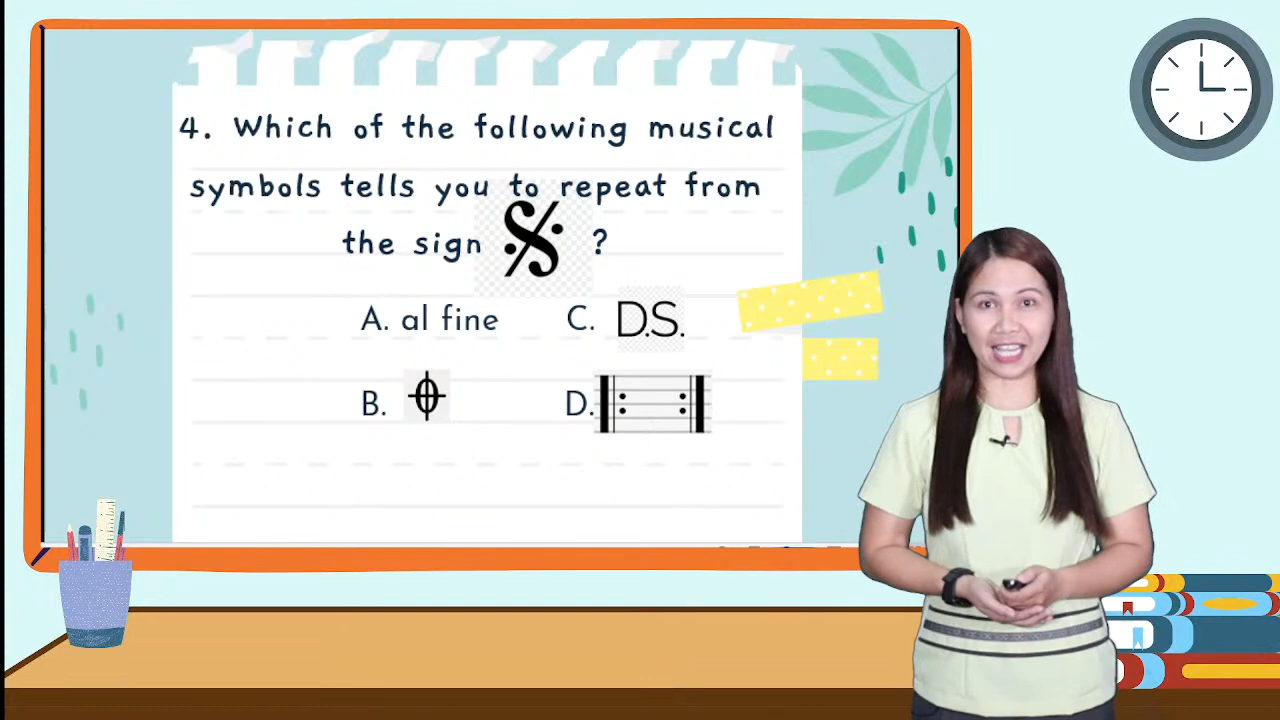 4. Which of the following musical
symbols tells you to repeat from
the sign 𝄋 ?
A. al fine C. D.S.
B. D.